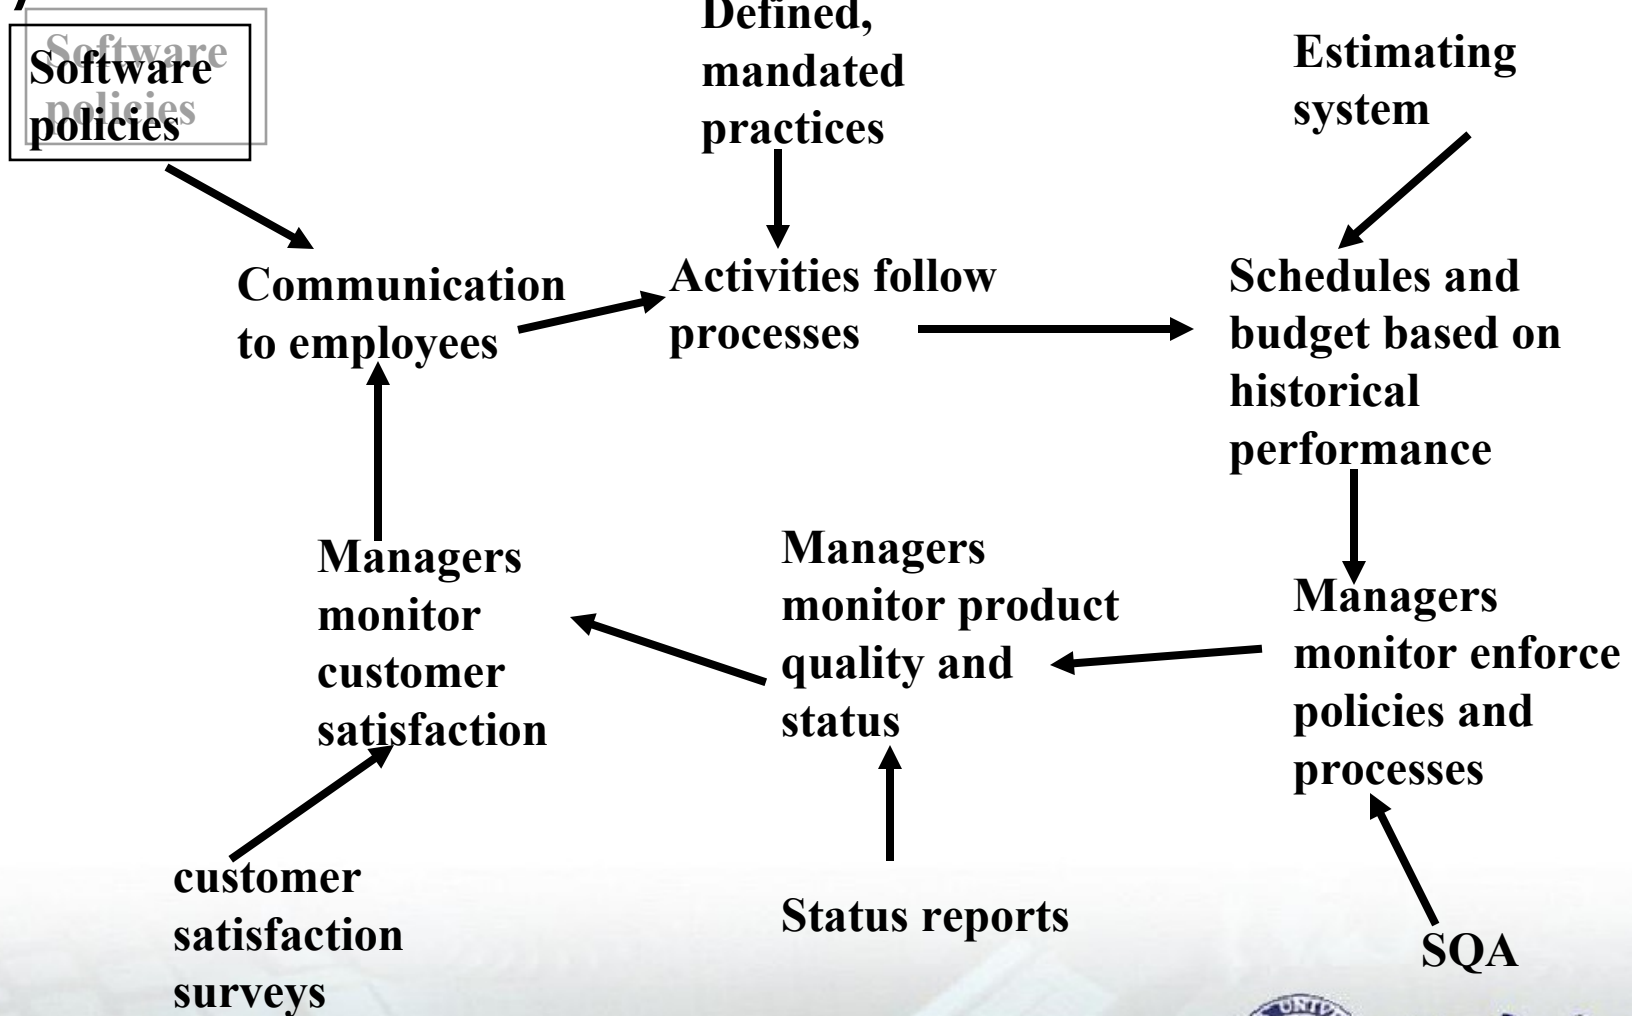 Software
policies
Software
policies
Defined,
mandated
practices
Estimating
system
Communication
to employees
Activities follow
processes
Schedules and
budget based on
historical
performance
Managers
monitor
customer
satisfaction
Managers
monitor product
quality and
status
Managers
monitor enforce
policies and
processes
customer
satisfaction
surveys
Status reports
SQA